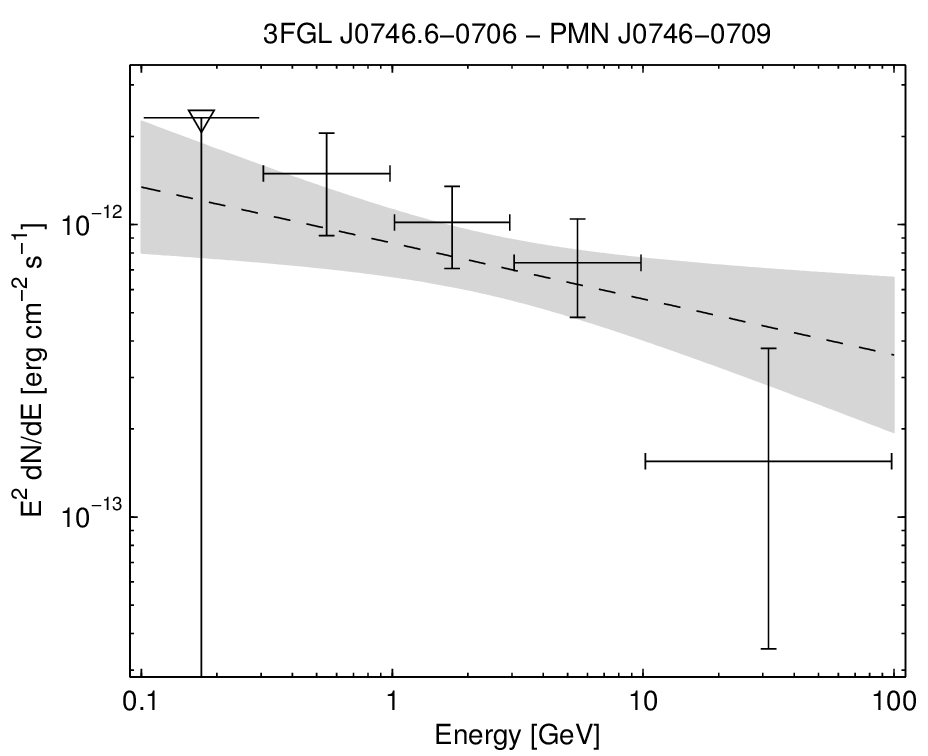 3FGL J0746.6−0706 − PMN J0746−0709
E² dN/dE [erg cm⁻² s⁻¹]
10⁻¹²
10⁻¹³
0.1 1 10 100
Energy [GeV]